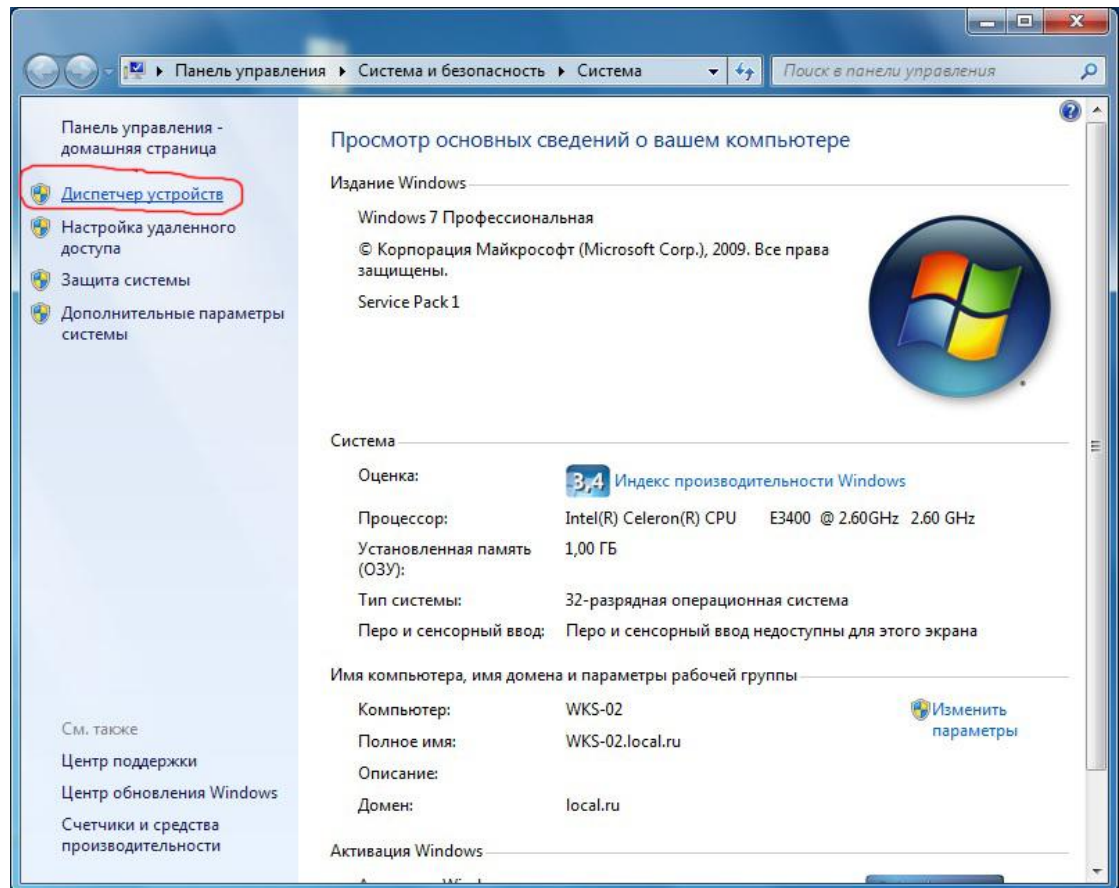 Панель управления ▸ Система и безопасность ▸ Система
Поиск в панели управления
Панель управления -
домашняя страница
Диспетчер устройств
Настройка удаленного
доступа
Защита системы
Дополнительные параметры
системы
См. также
Центр поддержки
Центр обновления Windows
Счетчики и средства
производительности
Просмотр основных сведений о вашем компьютере
Издание Windows
Windows 7 Профессиональная
© Корпорация Майкрософт (Microsoft Corp.), 2009. Все права
защищены.
Service Pack 1
Система
Оценка: 3,4 Индекс производительности Windows
Процессор: Intel(R) Celeron(R) CPU E3400 @ 2.60GHz 2.60 GHz
Установленная память 1,00 ГБ
(ОЗУ):
Тип системы: 32-разрядная операционная система
Перо и сенсорный ввод: Перо и сенсорный ввод недоступны для этого экрана
Имя компьютера, имя домена и параметры рабочей группы
Компьютер: WKS-02 Изменить
параметры
Полное имя: WKS-02.local.ru
Описание:
Домен: local.ru
Активация Windows